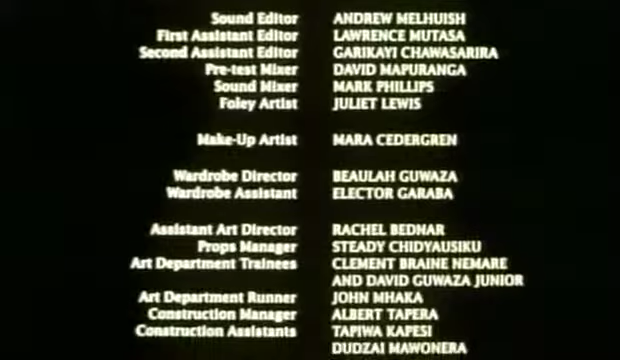 Sound Editor ANDREW MELHUISH
First Assistant Editor LAWRENCE MUTASA
Second Assistant Editor GARIKAYI CHAWASARIRA
Pre-test Mixer DAVID MAPURANGA
Sound Mixer MARK PHILLIPS
Foley Artist JULIET LEWIS
Make-Up Artist MARA CEDERGREN
Wardrobe Director BEAULAH GUWAZA
Wardrobe Assistant ELECTOR GARABA
Assistant Art Director RACHEL BEDNAR
Props Manager STEADY CHIDYAUSIKU
Art Department Trainees CLEMENT BRAINE NEMARE
AND DAVID GUWAZA JUNIOR
Art Department Runner JOHN MHAKA
Construction Manager ALBERT TAPERA
Construction Assistants TAPIWA KAPESI
DUDZAI MAWONERA